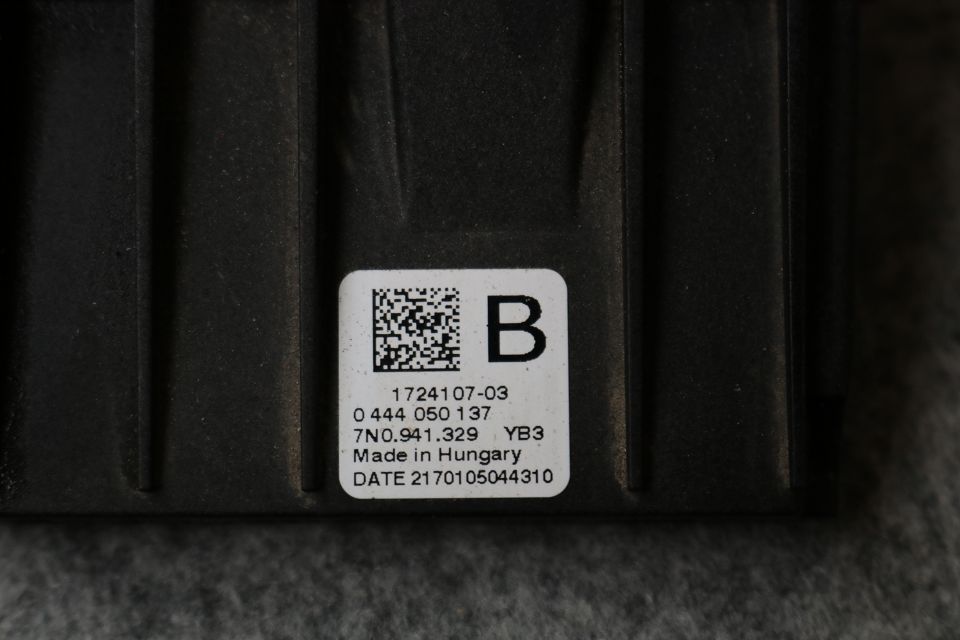 B
1724107-03
0 444 050 137
7N0.941.329 YB3
Made in Hungary
DATE 2170105044310